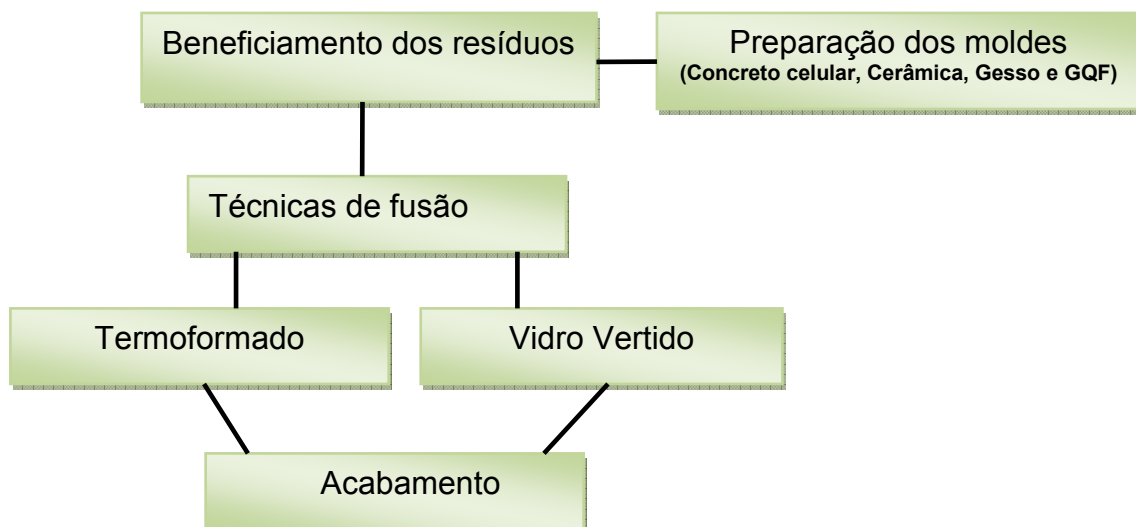 Beneficiamento dos resíduos
Preparação dos moldes
(Concreto celular, Cerâmica, Gesso e GQF)
Técnicas de fusão
Termoformado
Vidro Vertido
Acabamento